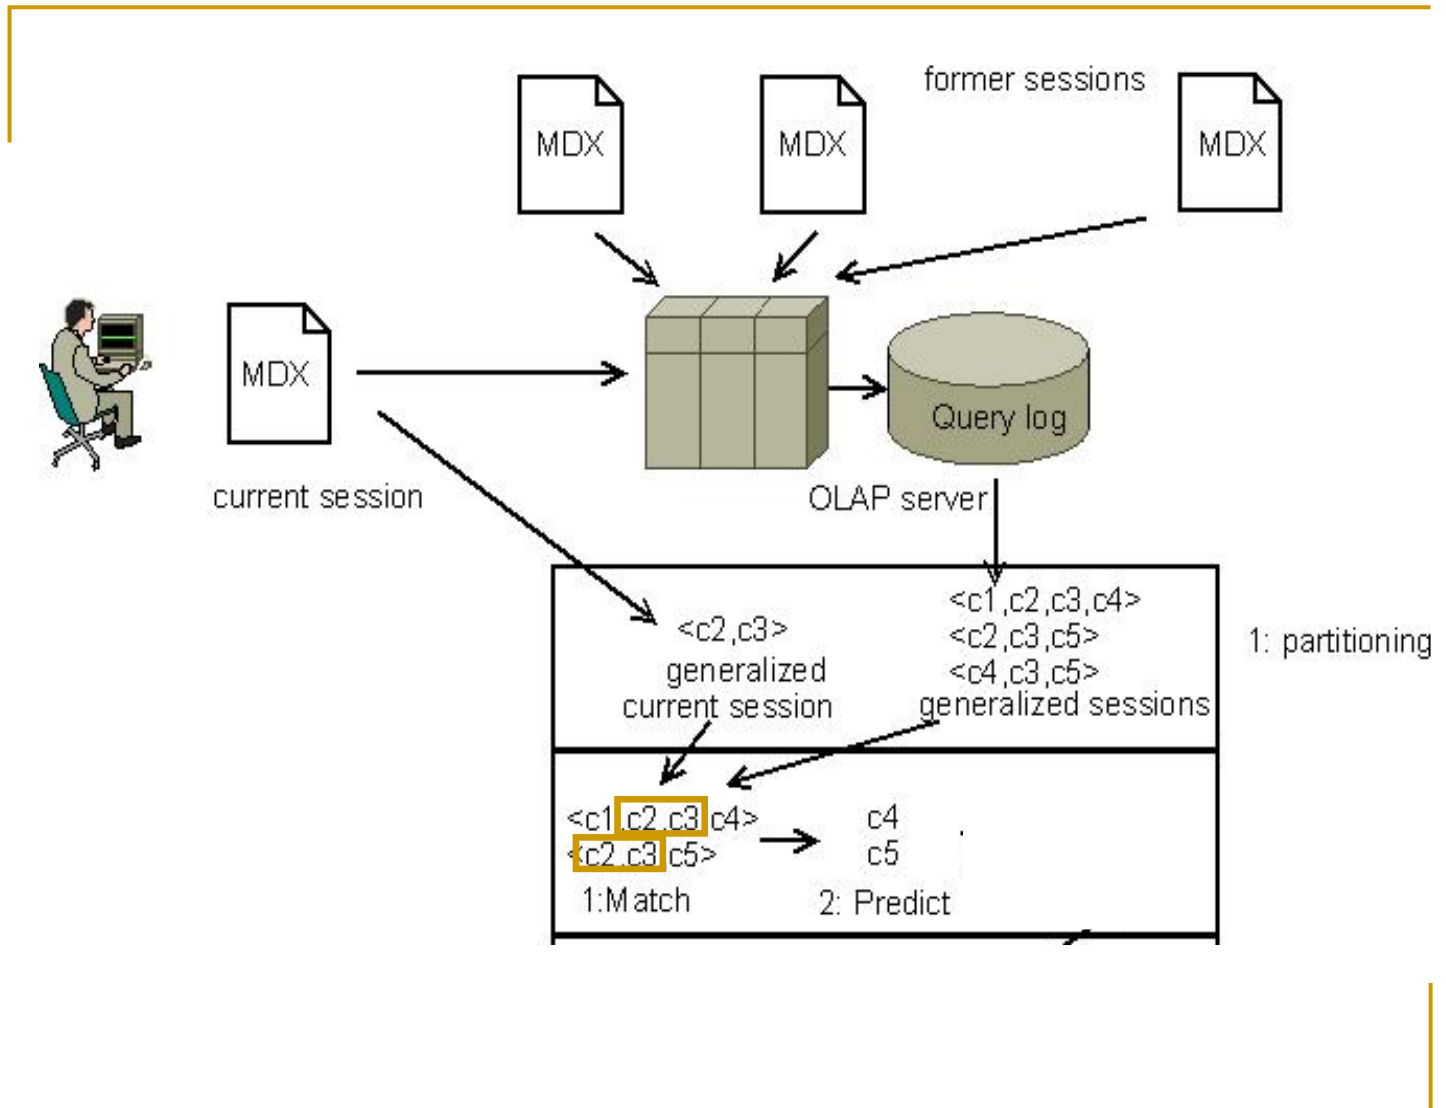 former sessions
MDX
MDX
MDX
MDX
Query log
current session
OLAP server
<c1,c2,c3,c4>
<c2,c3>
<c2,c3,c5>
<c4,c3,c5>
generalized
current session
generalized sessions
1: partitioning
<c1,c2,c3,c4>
c4
<c2,c3,c5>
c5
1:Match
2: Predict